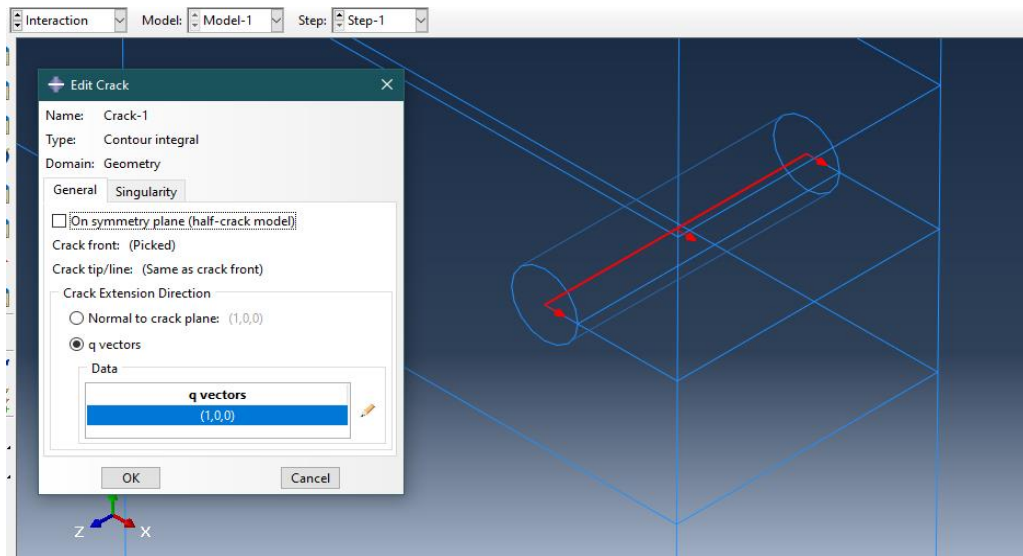 Interaction Model: Model-1 Step: Step-1
Edit Crack
Name: Crack-1
Type: Contour integral
Domain: Geometry
General Singularity
On symmetry plane (half-crack model)
Crack front: (Picked)
Crack tip/line: (Same as crack front)
Crack Extension Direction
Normal to crack plane: (1,0,0)
q vectors
Data
q vectors
(1,0,0)
OK Cancel
Z X